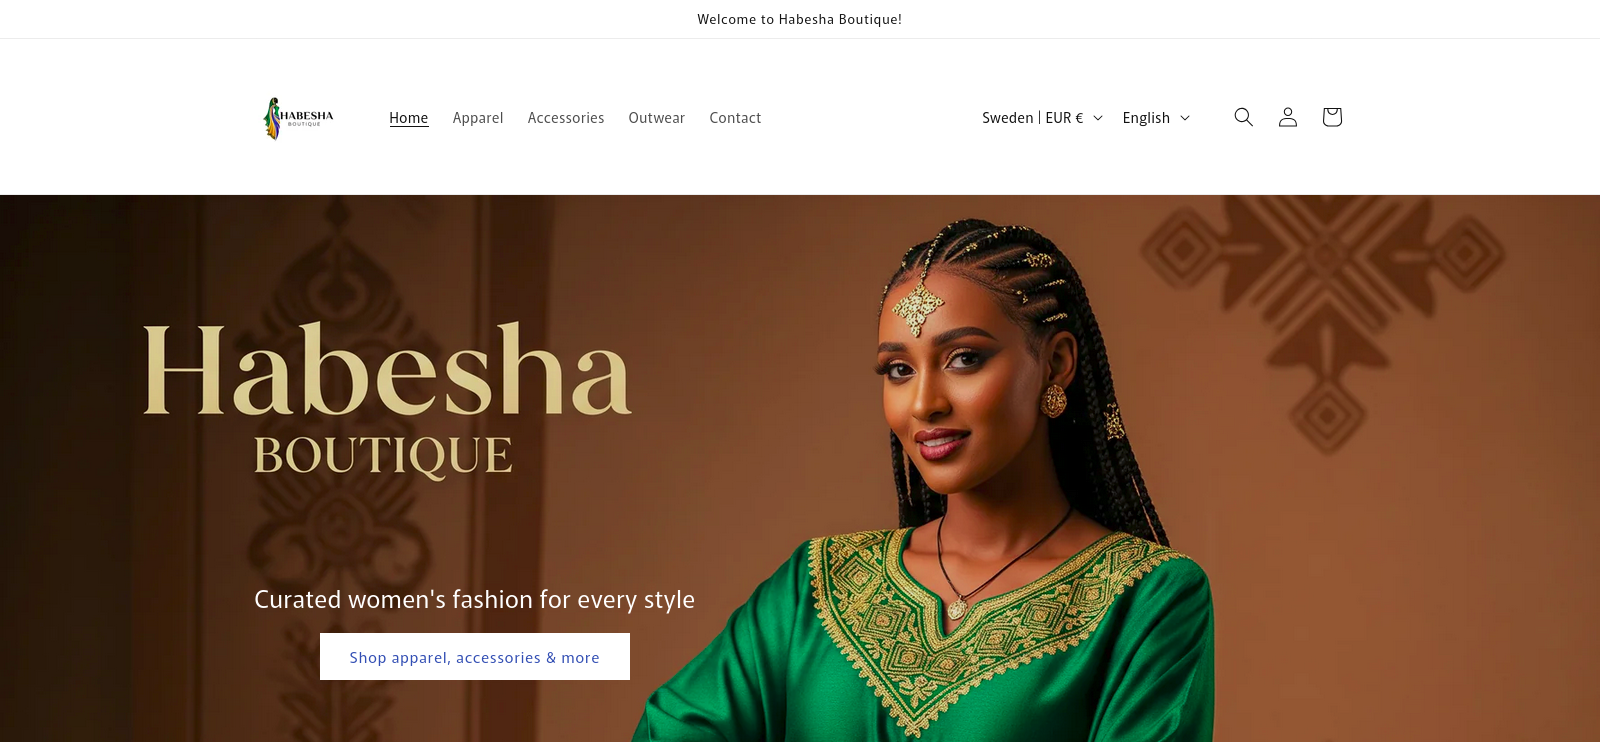 Welcome to Habesha Boutique!
HABESHA
BOUTIQUE
Home Apparel Accessories Outwear Contact
Sweden | EUR € English
Habesha
BOUTIQUE
Curated women's fashion for every style
Shop apparel, accessories & more